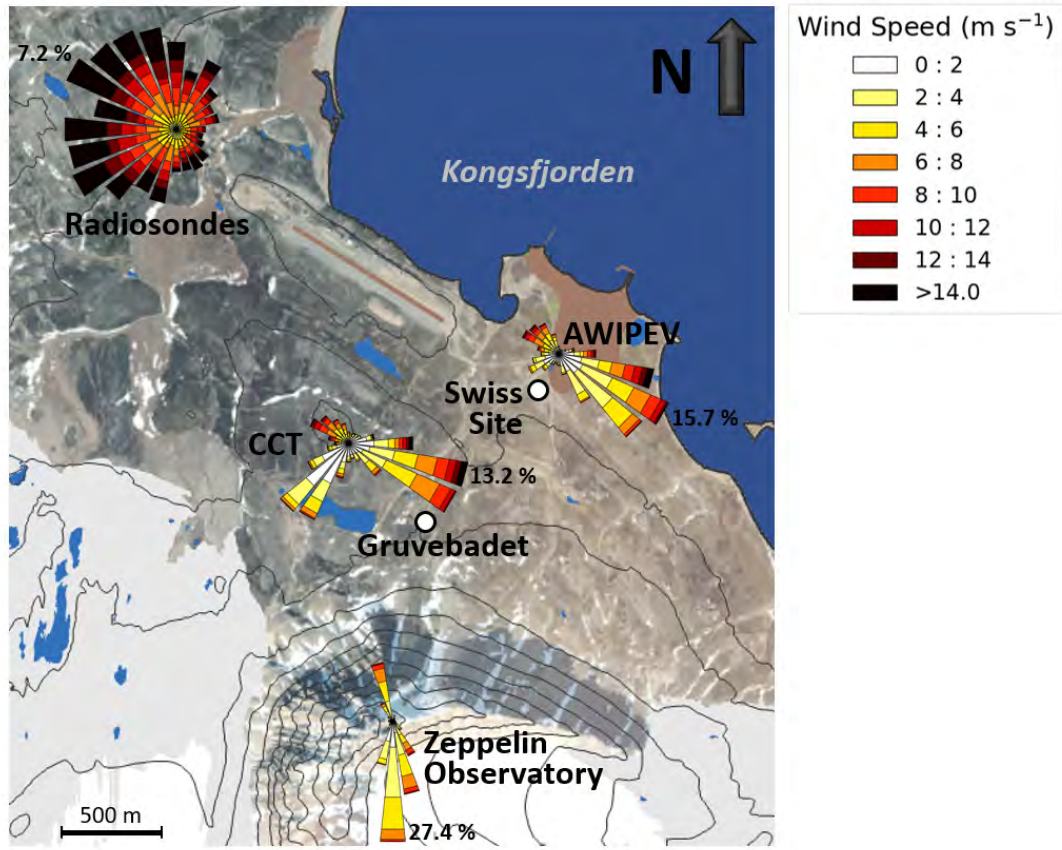 7.2 %
N
Kongsfjorden
Radiosondes
AWIPEV
Swiss
Site
15.7 %
CCT
13.2 %
Gruvebadet
Zeppelin
Observatory
27.4 %
500 m
Wind Speed (m s⁻¹)
0 : 2
2 : 4
4 : 6
6 : 8
8 : 10
10 : 12
12 : 14
>14.0